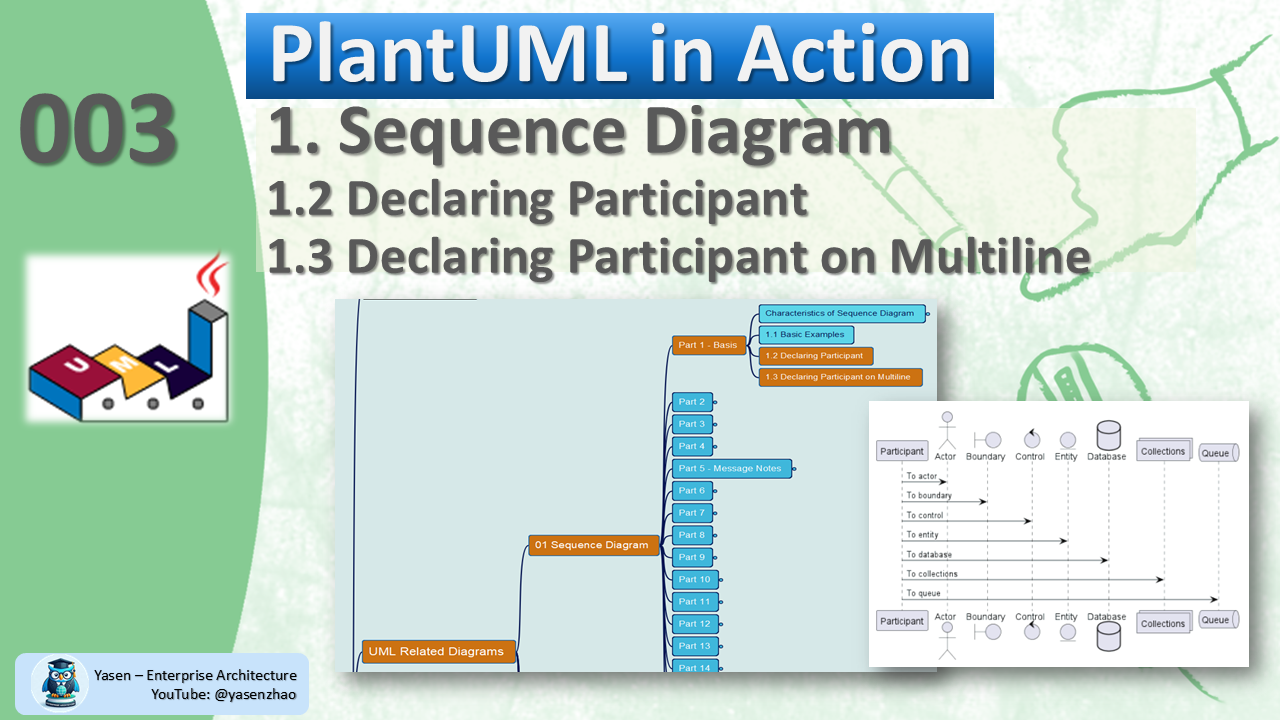 PlantUML in Action
003
1. Sequence Diagram
1.2 Declaring Participant
1.3 Declaring Participant on Multiline
UML
Characteristics of Sequence Diagram
Part 1 - Basis
1.1 Basic Examples
1.2 Declaring Participant
1.3 Declaring Participant on Multiline
Part 2
Part 3
Part 4
Part 5 - Message Notes
Part 6
Part 7
Part 8
01 Sequence Diagram
Part 9
Part 10
Part 11
Part 12
Part 13
UML Related Diagrams
Part 14
Participant Actor Boundary Control Entity Database Collections Queue
To actor
To boundary
To control
To entity
To database
To collections
To queue
Participant Actor Boundary Control Entity Database Collections Queue
Yasen – Enterprise Architecture
YouTube: @yasenzhao